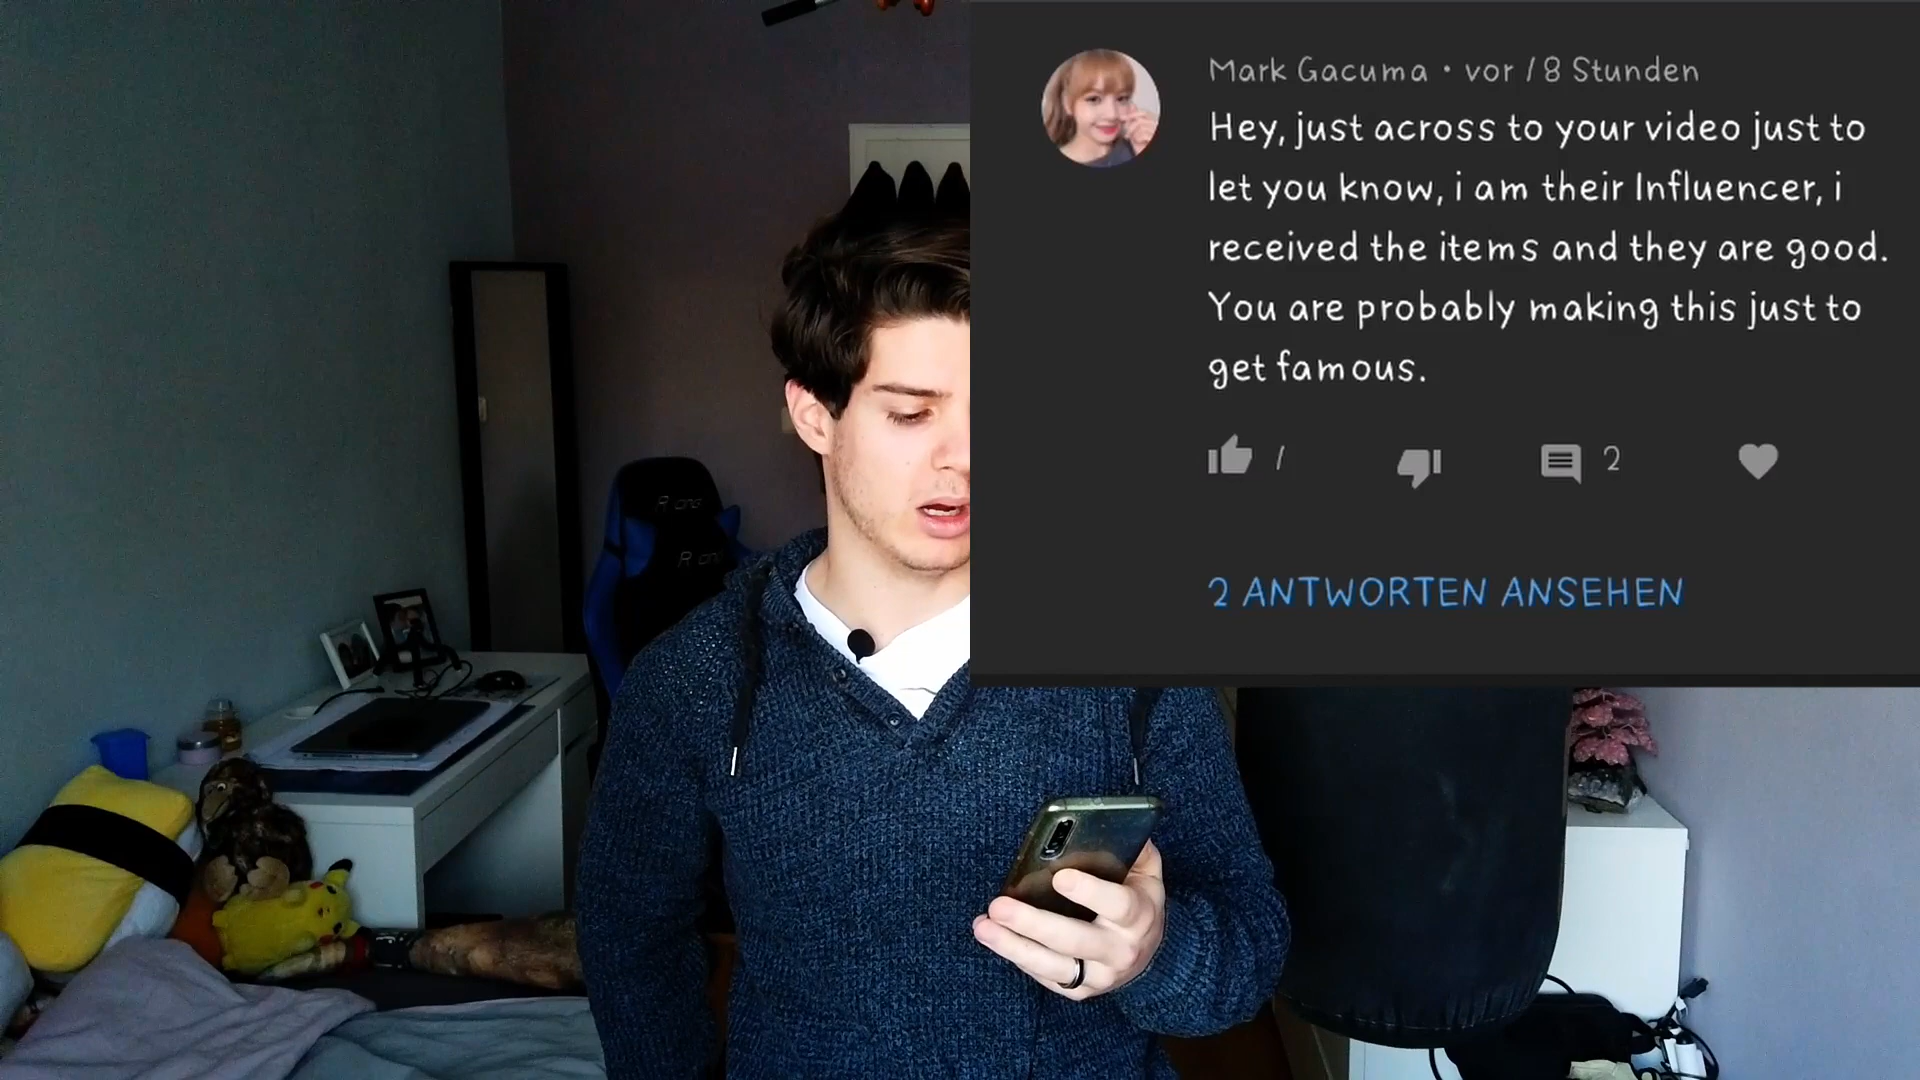 Mark Gacuma • vor 18 Stunden
Hey, just across to your video just to
let you know, i am their Influencer, i
received the items and they are good.
You are probably making this just to
get famous.
1
2
2 ANTWORTEN ANSEHEN